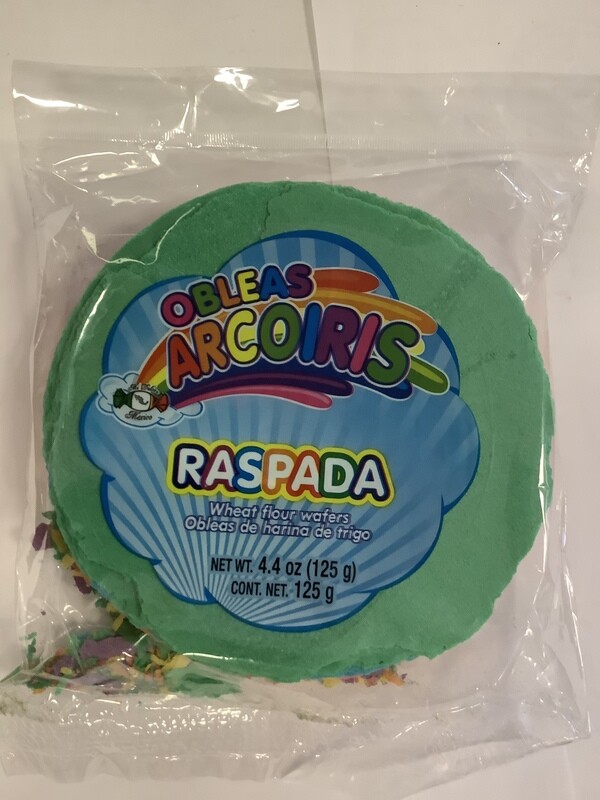 OBLEAS
ARCOIRIS
Mexico
RASPADA
Wheat flour wafers
Obleas de harina de trigo
NET WT. 4.4 oz (125 g)
CONT. NET. 125 g